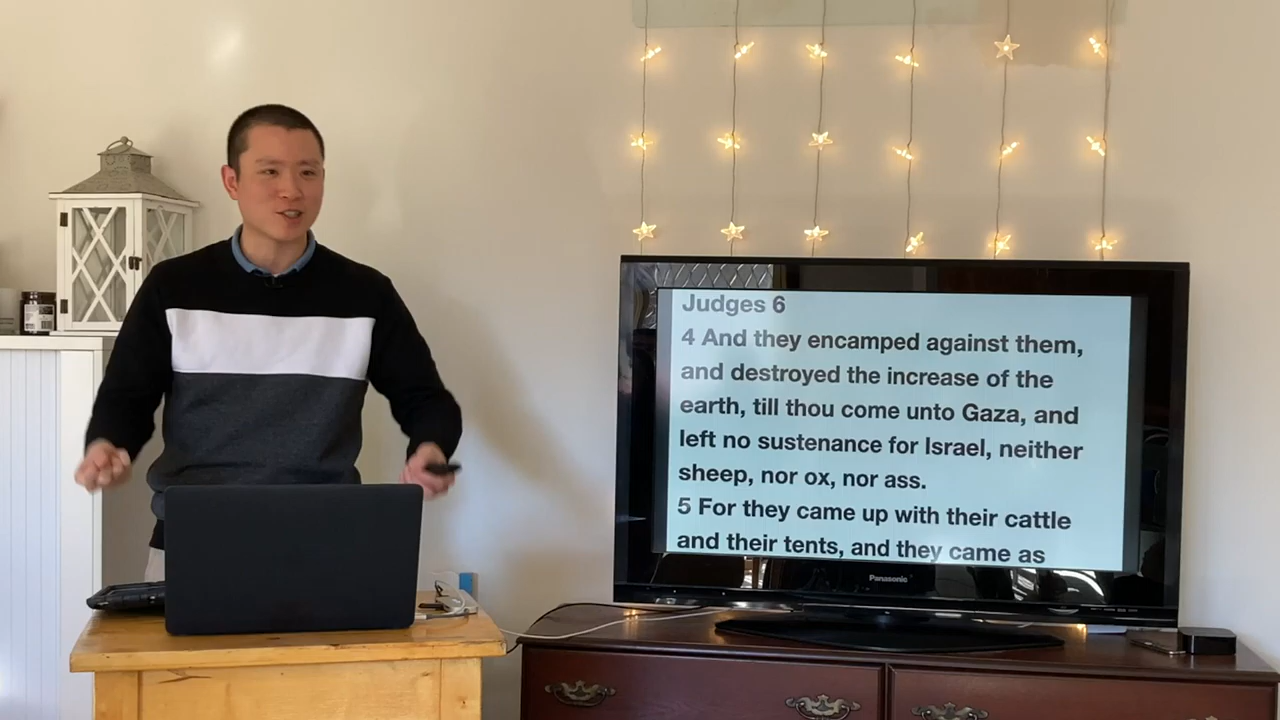 Judges 6
4 And they encamped against them,
and destroyed the increase of the
earth, till thou come unto Gaza, and
left no sustenance for Israel, neither
sheep, nor ox, nor ass.
5 For they came up with their cattle
and their tents, and they came as
Panasonic